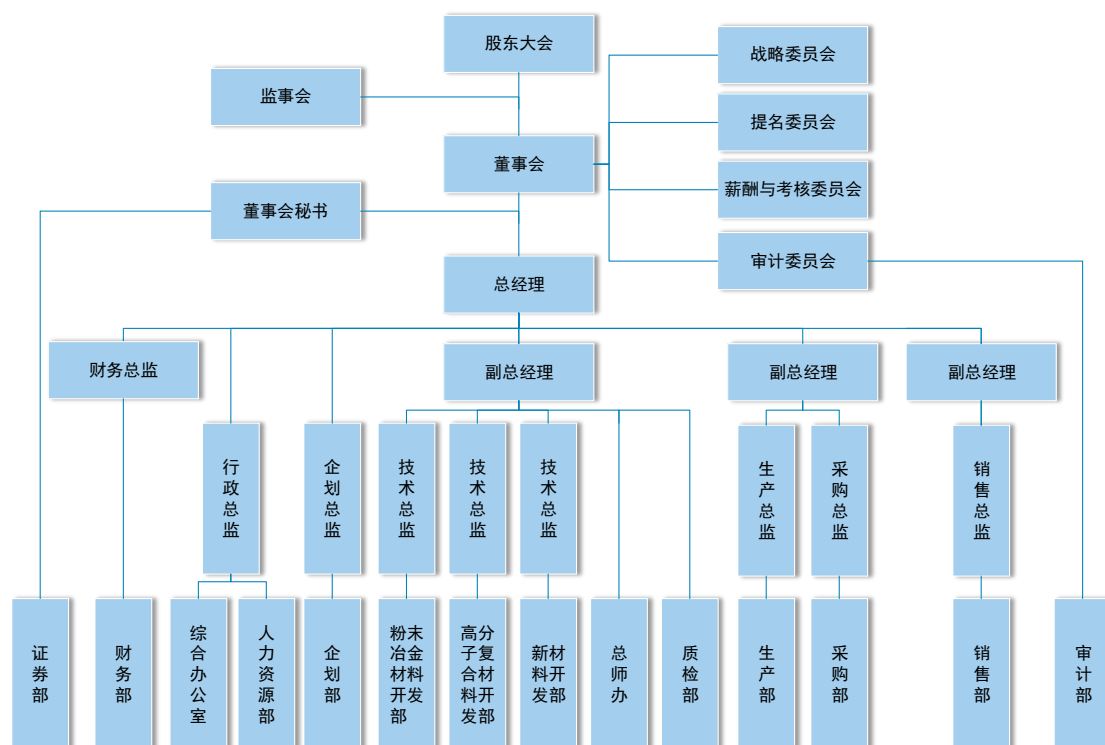 股东大会
战略委员会
监事会
提名委员会
董事会
薪酬与考核委员会
董事会秘书
审计委员会
总经理
财务总监
副总经理
副总经理
副总经理
行政总监
企划总监
技术总监
技术总监
技术总监
生产总监
采购总监
销售总监
证券部
财务部
综合办公室
人力资源部
企划部
粉末冶金材料开发部
高分子复合材料开发部
新材料开发部
总师办
质检部
生产部
采购部
销售部
审计部